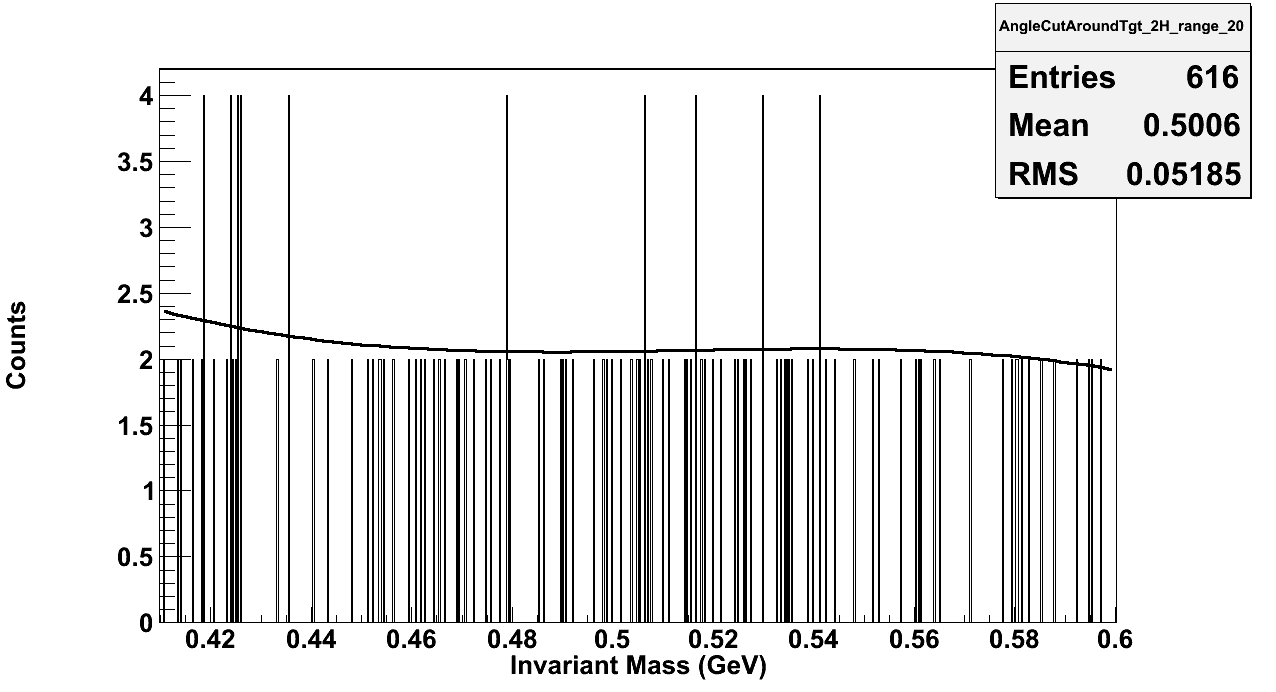 AngleCutAroundTgt_2H_range_20
Entries 616
Mean 0.5006
RMS 0.05185
Counts
4
3.5
3
2.5
2
1.5
1
0.5
0
0.42 0.44 0.46 0.48 0.5 0.52 0.54 0.56 0.58 0.6
Invariant Mass (GeV)